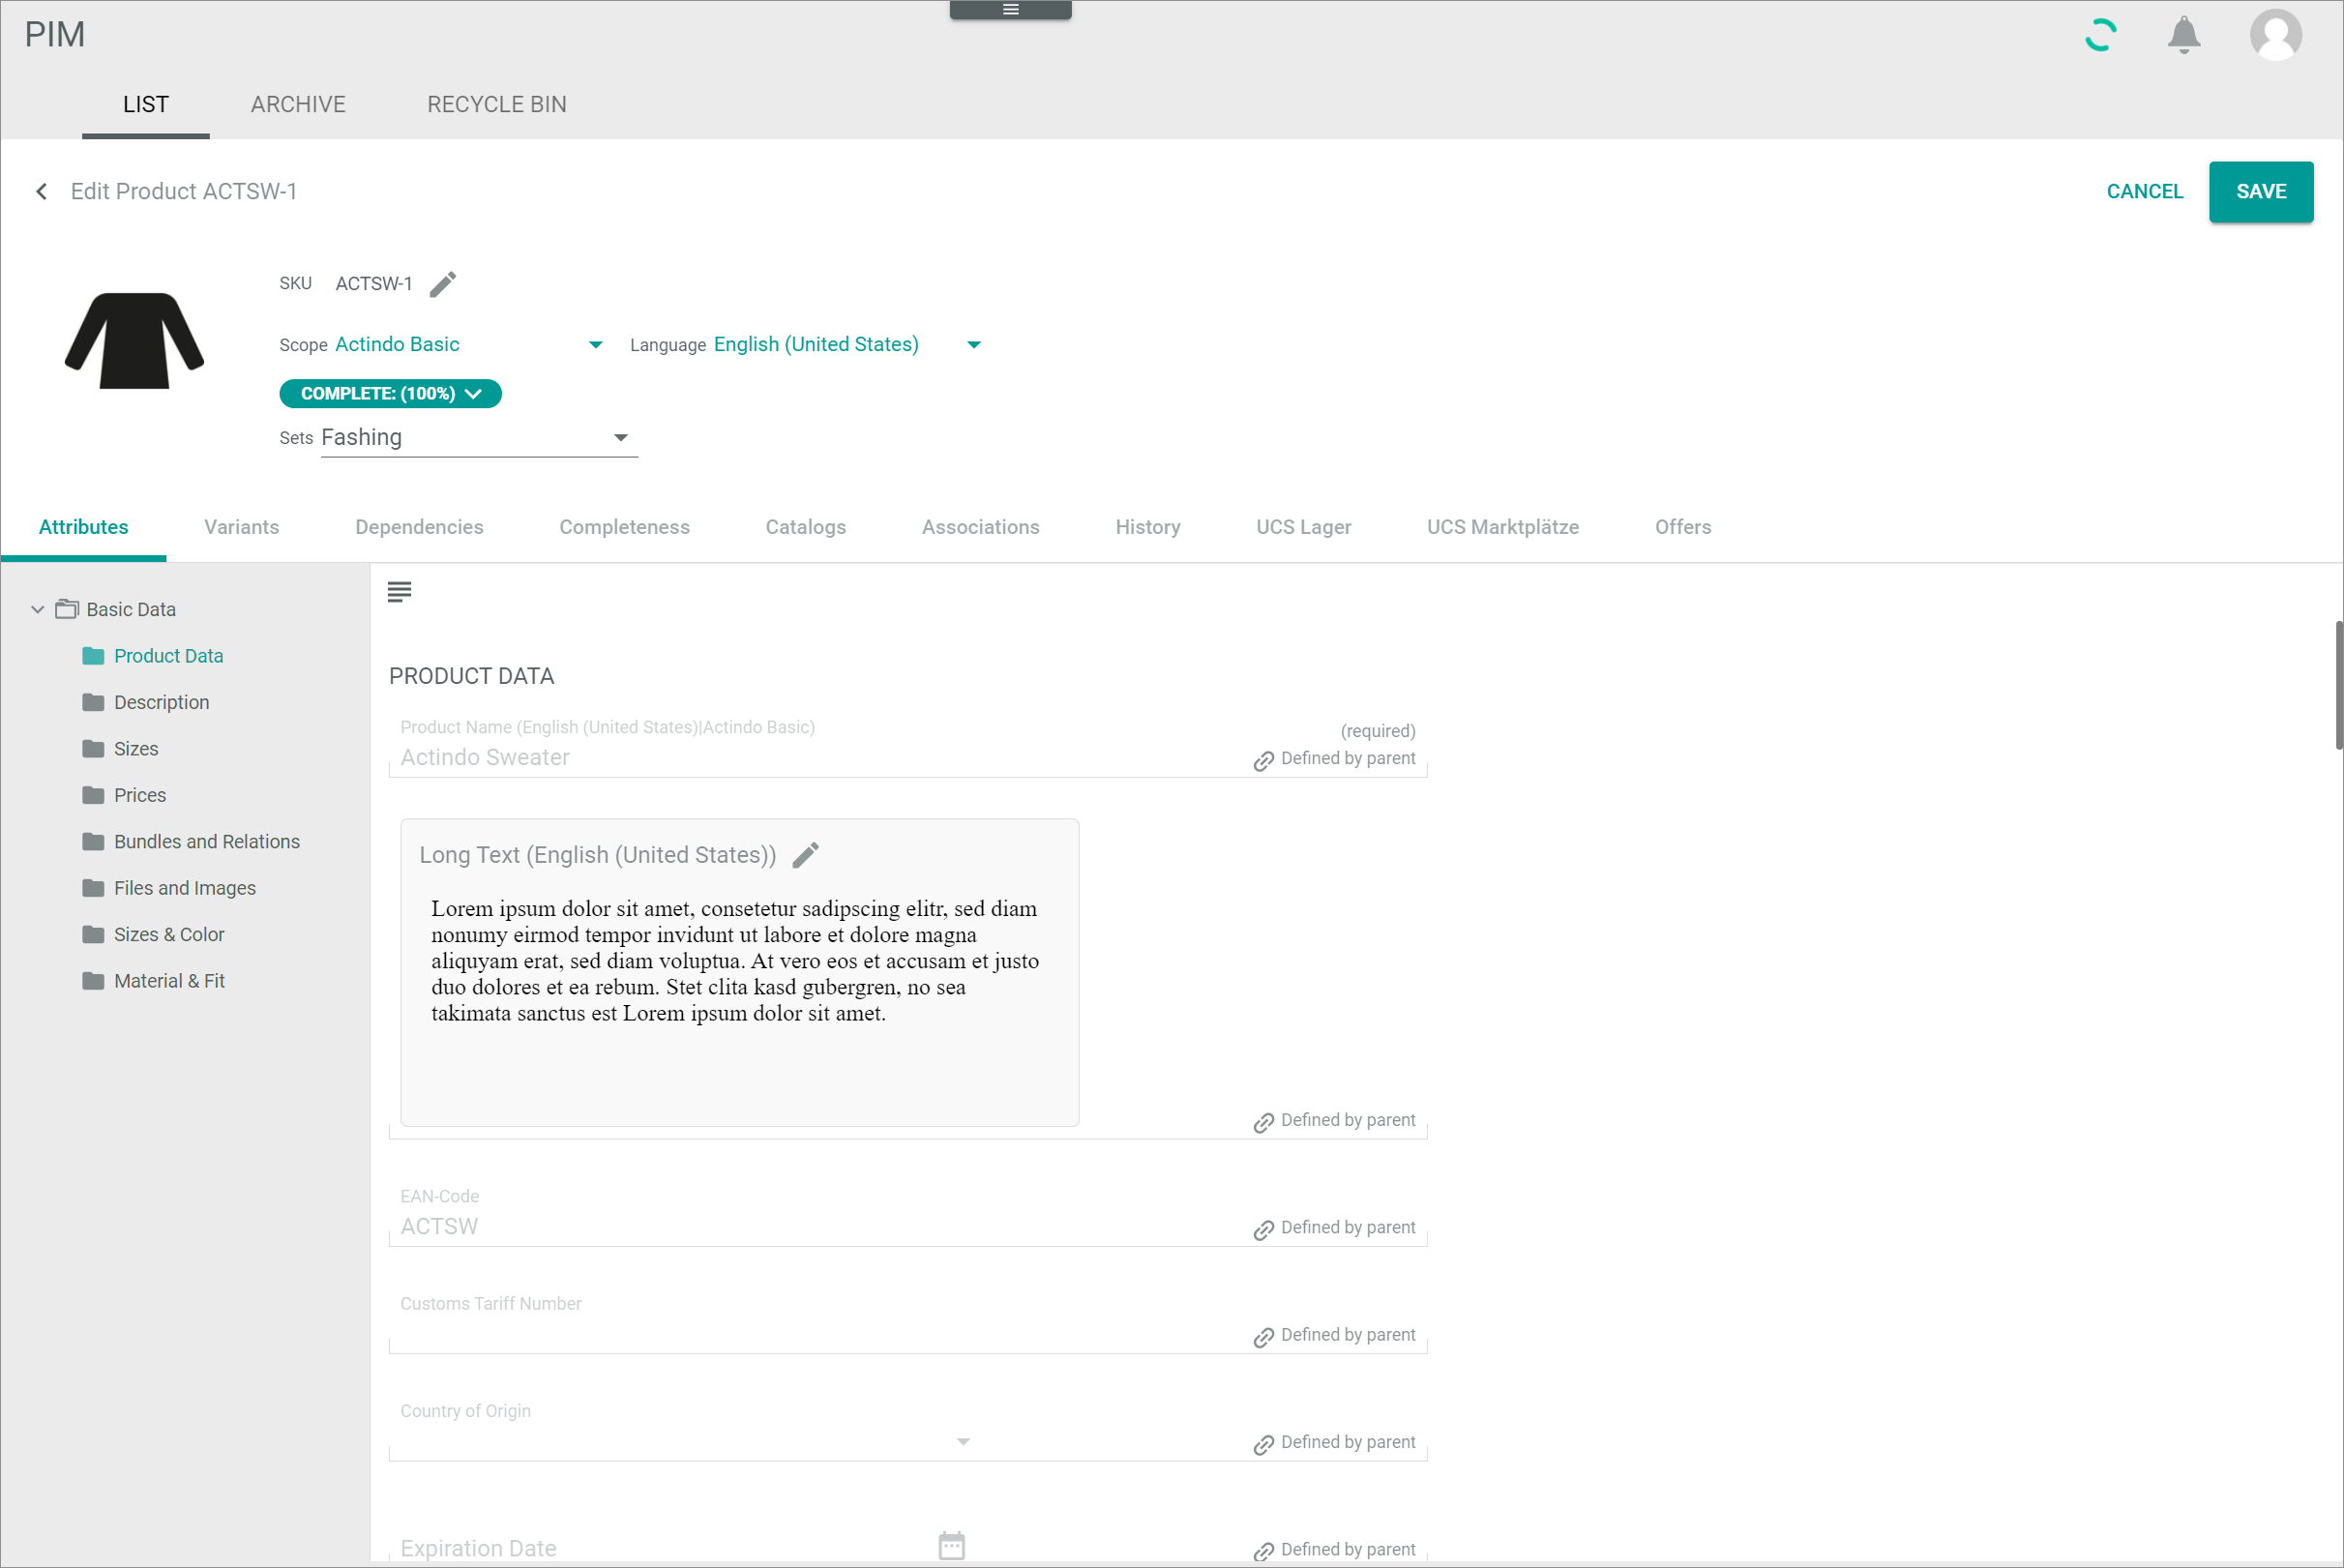 PIM
LIST ARCHIVE RECYCLE BIN
Edit Product ACTSW-1
CANCEL SAVE
SKU ACTSW-1
Scope Actindo Basic Language English (United States)
COMPLETE: (100%)
Sets Fashing
Attributes Variants Dependencies Completeness Catalogs Associations History UCS Lager UCS Marktplätze Offers
Basic Data
Product Data
Description
Sizes
Prices
Bundles and Relations
Files and Images
Sizes & Color
Material & Fit
PRODUCT DATA
Product Name (English (United States)|Actindo Basic) (required)
Actindo Sweater Defined by parent
Long Text (English (United States))
Lorem ipsum dolor sit amet, consetetur sadipscing elitr, sed diam
nonumy eirmod tempor invidunt ut labore et dolore magna
aliquyam erat, sed diam voluptua. At vero eos et accusam et justo
duo dolores et ea rebum. Stet clita kasd gubergren, no sea
takimata sanctus est Lorem ipsum dolor sit amet.
Defined by parent
EAN-Code
ACTSW Defined by parent
Customs Tariff Number
Defined by parent
Country of Origin
Defined by parent
Expiration Date Defined by parent